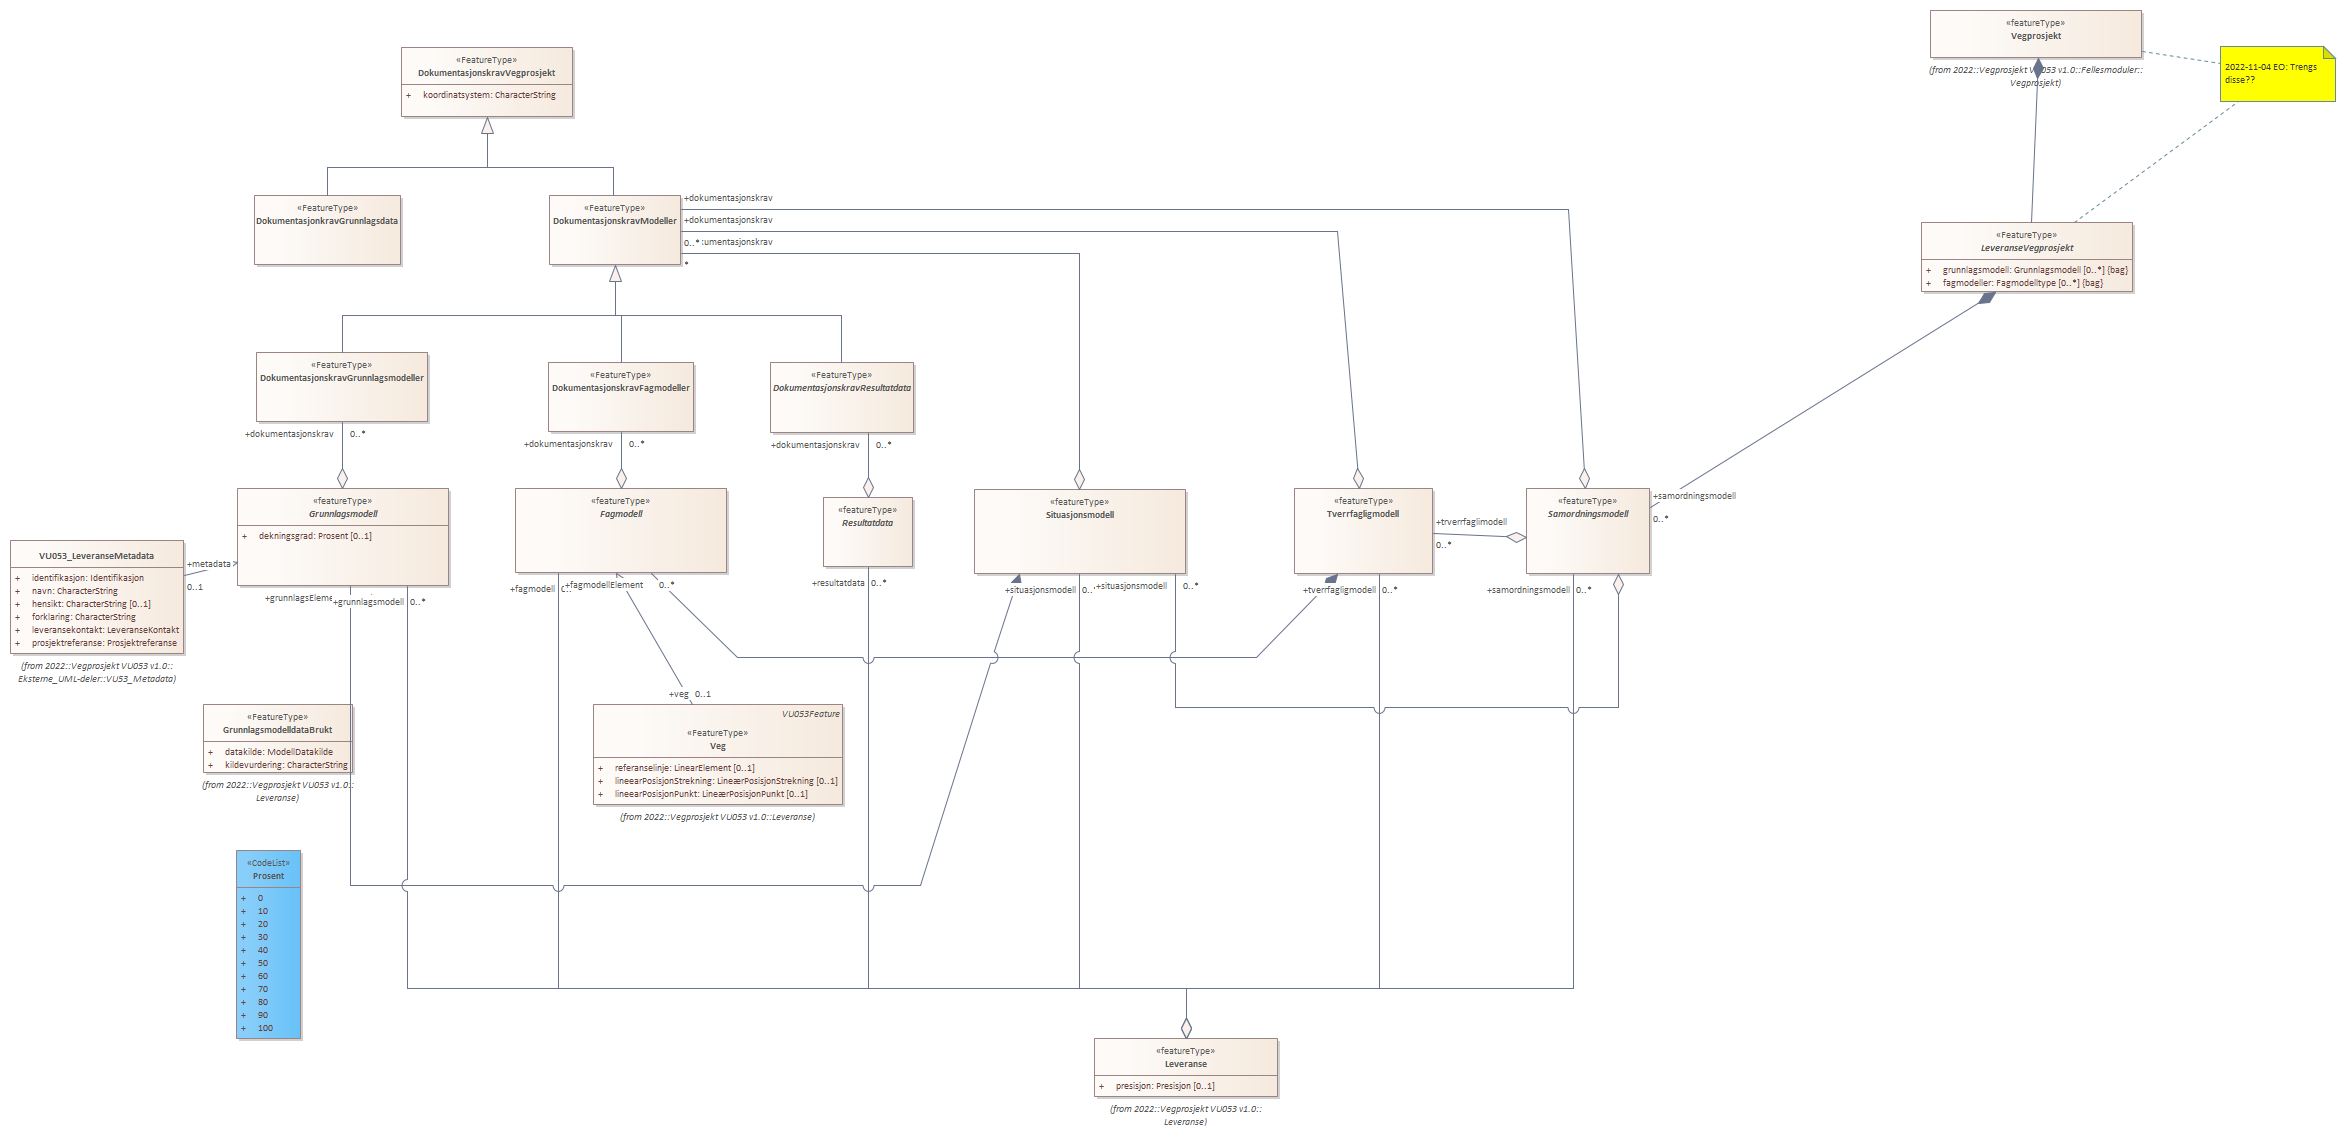 «featureType»
Vegprosjekt
(from 2022::Vegprosjekt VU053 v1.0::Fellesmoduler::
Vegprosjekt)
2022-11-04 EO: Trengs
disse??
«FeatureType»
DokumentasjonskravVegprosjekt
+ koordinatsystem: CharacterString
«FeatureType»
DokumentasjonkravGrunnlagsdata
«FeatureType»
DokumentasjonskravModeller
+dokumentasjonskrav
+dokumentasjonskrav
0..*
umentasjonskrav
*
«FeatureType»
LeveranseVegprosjekt
+ grunnlagsmodell: Grunnlagsmodell [0..*] {bag}
+ fagmodeller: Fagmodelltype [0..*] {bag}
«FeatureType»
DokumentasjonskravGrunnlagsmodeller
+dokumentasjonskrav 0..*
«FeatureType»
DokumentasjonskravFagmodeller
+dokumentasjonskrav 0..*
«FeatureType»
DokumentasjonskravResultatdata
+dokumentasjonskrav 0..*
«featureType»
Grunnlagsmodell
+ dekningsgrad: Prosent [0..1]
«featureType»
Fagmodell
«featureType»
Resultatdata
«featureType»
Situasjonsmodell
«featureType»
Tverrfagligmodell
+trverrfaglimodell
0..*
«featureType»
Samordningsmodell
+samordningsmodell
0..*
VU053_LeveranseMetadata
+ identifikasjon: Identifikasjon
+ navn: CharacterString
+ hensikt: CharacterString [0..1]
+ forklaring: CharacterString
+ leveransekontakt: LeveranseKontakt
+ prosjektreferanse: Prosjektreferanse
(from 2022::Vegprosjekt VU053 v1.0::
Eksterne_UML-deler::VU53_Metadata)
+metadata
0..1
+grunnlagsEleme
+grunnlagsmodell 0..*
+fagmodell
+fagmodellElement 0..*
+resultatdata 0..*
+situasjonsmodell 0..
+situasjonsmodell 0..*
+tverrfagligmodell 0..*
+samordningsmodell 0..*
+veg 0..1
«FeatureType»
GrunnlagsmodelldataBrukt
+ datakilde: ModellDatakilde
+ kildevurdering: CharacterString
(from 2022::Vegprosjekt VU053 v1.0::
Leveranse)
VU053Feature
«FeatureType»
Veg
+ referanselinje: LinearElement [0..1]
+ lineearPosisjonStrekning: LineærPosisjonStrekning [0..1]
+ lineearPosisjonPunkt: LineærPosisjonPunkt [0..1]
(from 2022::Vegprosjekt VU053 v1.0::Leveranse)
«CodeList»
Prosent
+ 0
+ 10
+ 20
+ 30
+ 40
+ 50
+ 60
+ 70
+ 80
+ 90
+ 100
«featureType»
Leveranse
+ presisjon: Presisjon [0..1]
(from 2022::Vegprosjekt VU053 v1.0::
Leveranse)